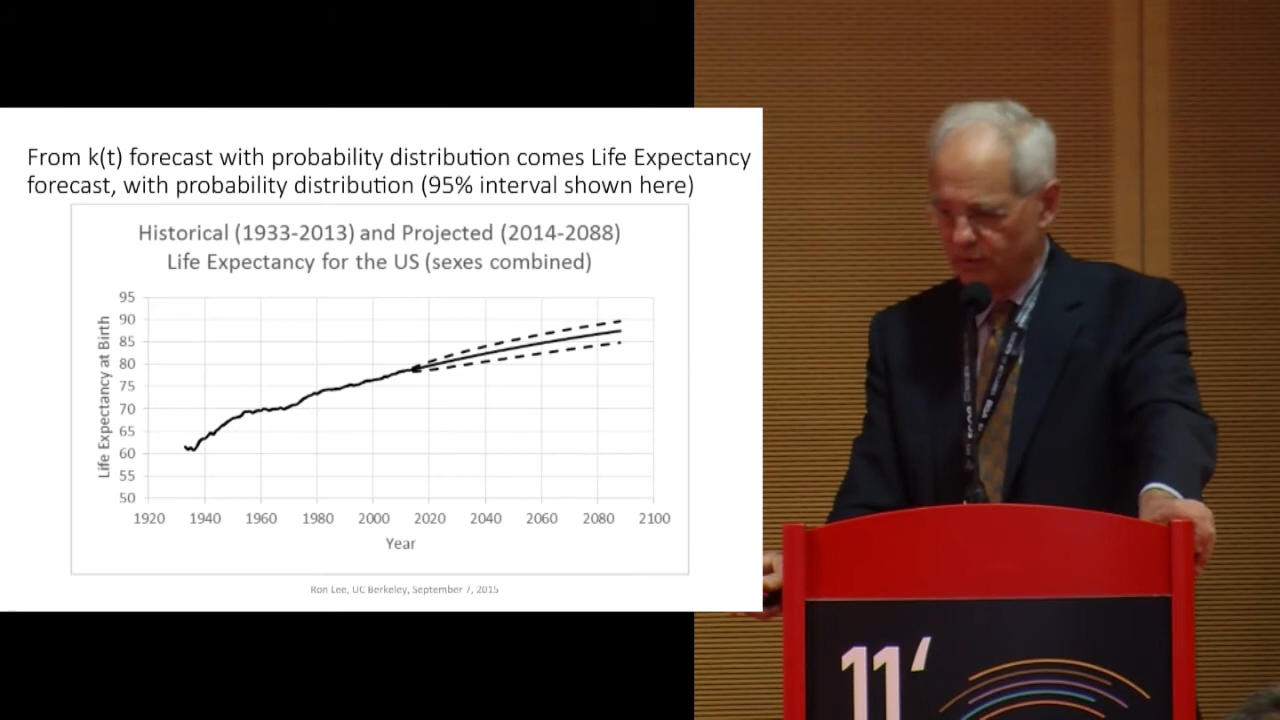 From k(t) forecast with probability distribution comes Life Expectancy
forecast, with probability distribution (95% interval shown here)
Historical (1933-2013) and Projected (2014-2088)
Life Expectancy for the US (sexes combined)
Life Expectancy at Birth
95
90
85
80
75
70
65
60
55
50
1920 1940 1960 1980 2000 2020 2040 2060 2080 2100
Year
Ron Lee, UC Berkeley, September 7, 2015
11′